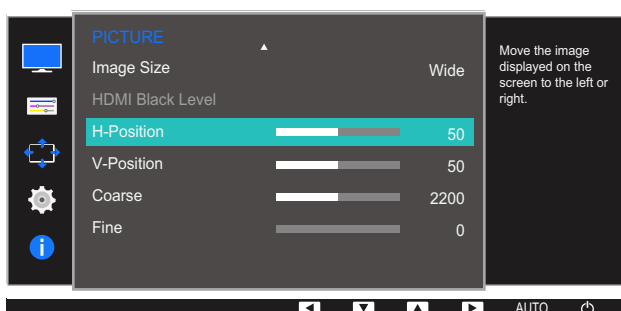 PICTURE
Image Size Wide
HDMI Black Level
H-Position 50
V-Position 50
Coarse 2200
Fine 0
Move the image
displayed on the
screen to the left or
right.
AUTO